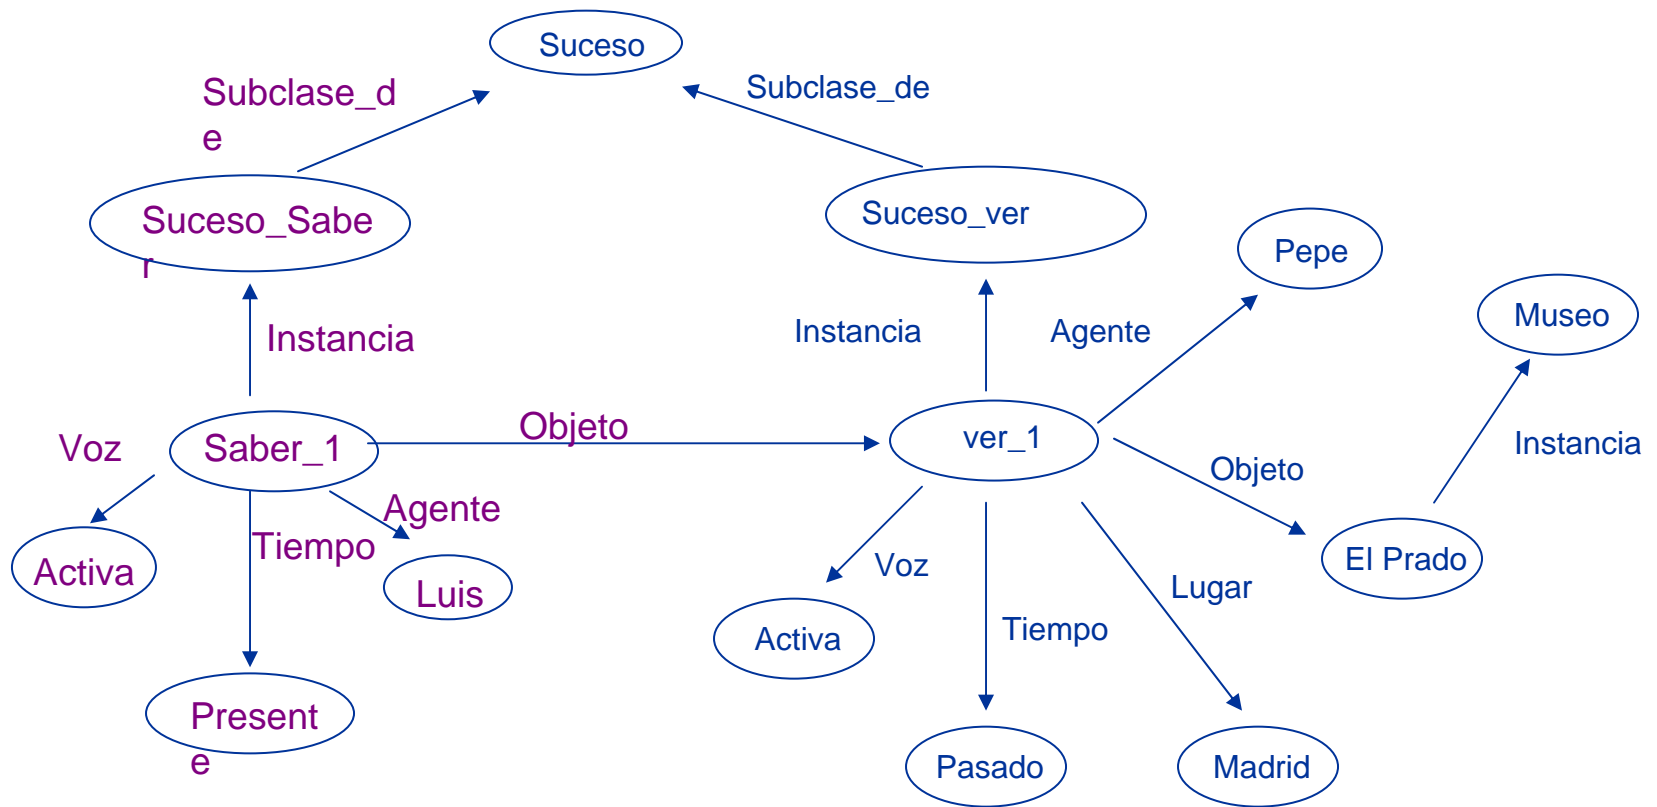 Suceso
Subclase_d
e
Subclase_de
Suceso_Sabe
r
Suceso_ver
Pepe
Museo
Instancia
Instancia
Agente
Voz
Saber_1
Objeto
ver_1
Instancia
Objeto
Agente
Tiempo
Activa
Luis
Voz
El Prado
Lugar
Activa
Tiempo
Present
e
Pasado
Madrid